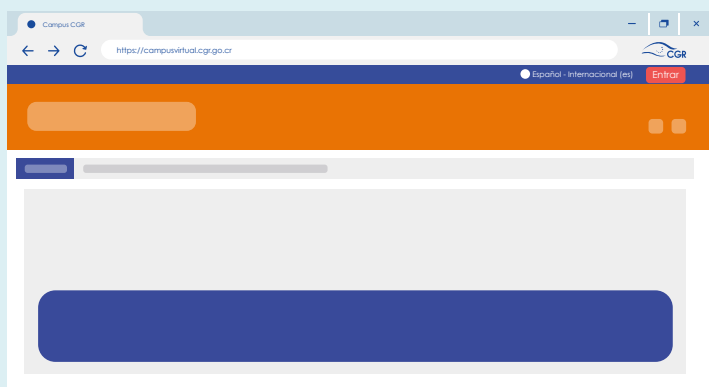 Campus CGR
https://campusvirtual.cgr.go.cr
CGR
Español - Internacional (es)
Entrar